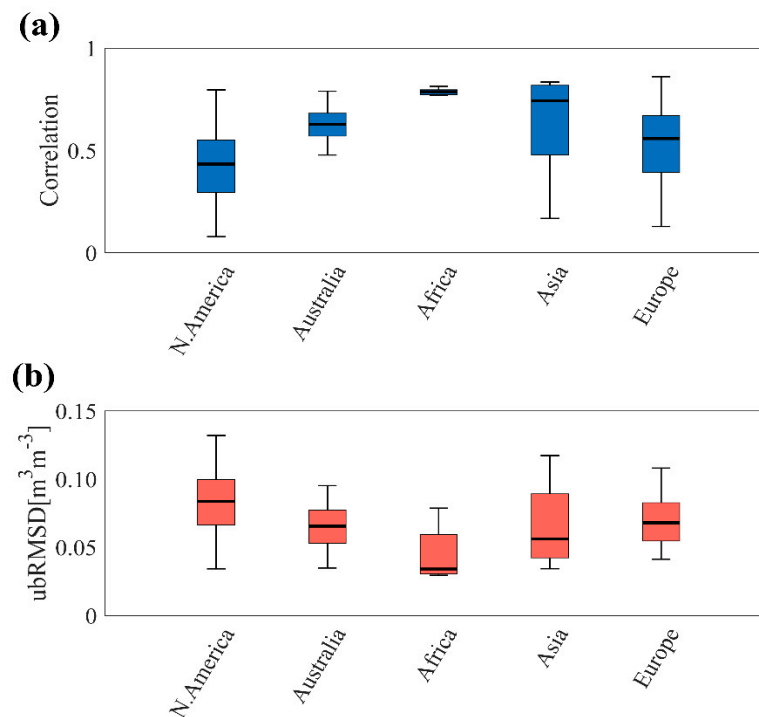 (a)
1
0.5
0
Correlation
N.America
Australia
Africa
Asia
Europe
(b)
0.15
0.10
0.05
0
ubRMSD[m³m⁻³]
N.America
Australia
Africa
Asia
Europe